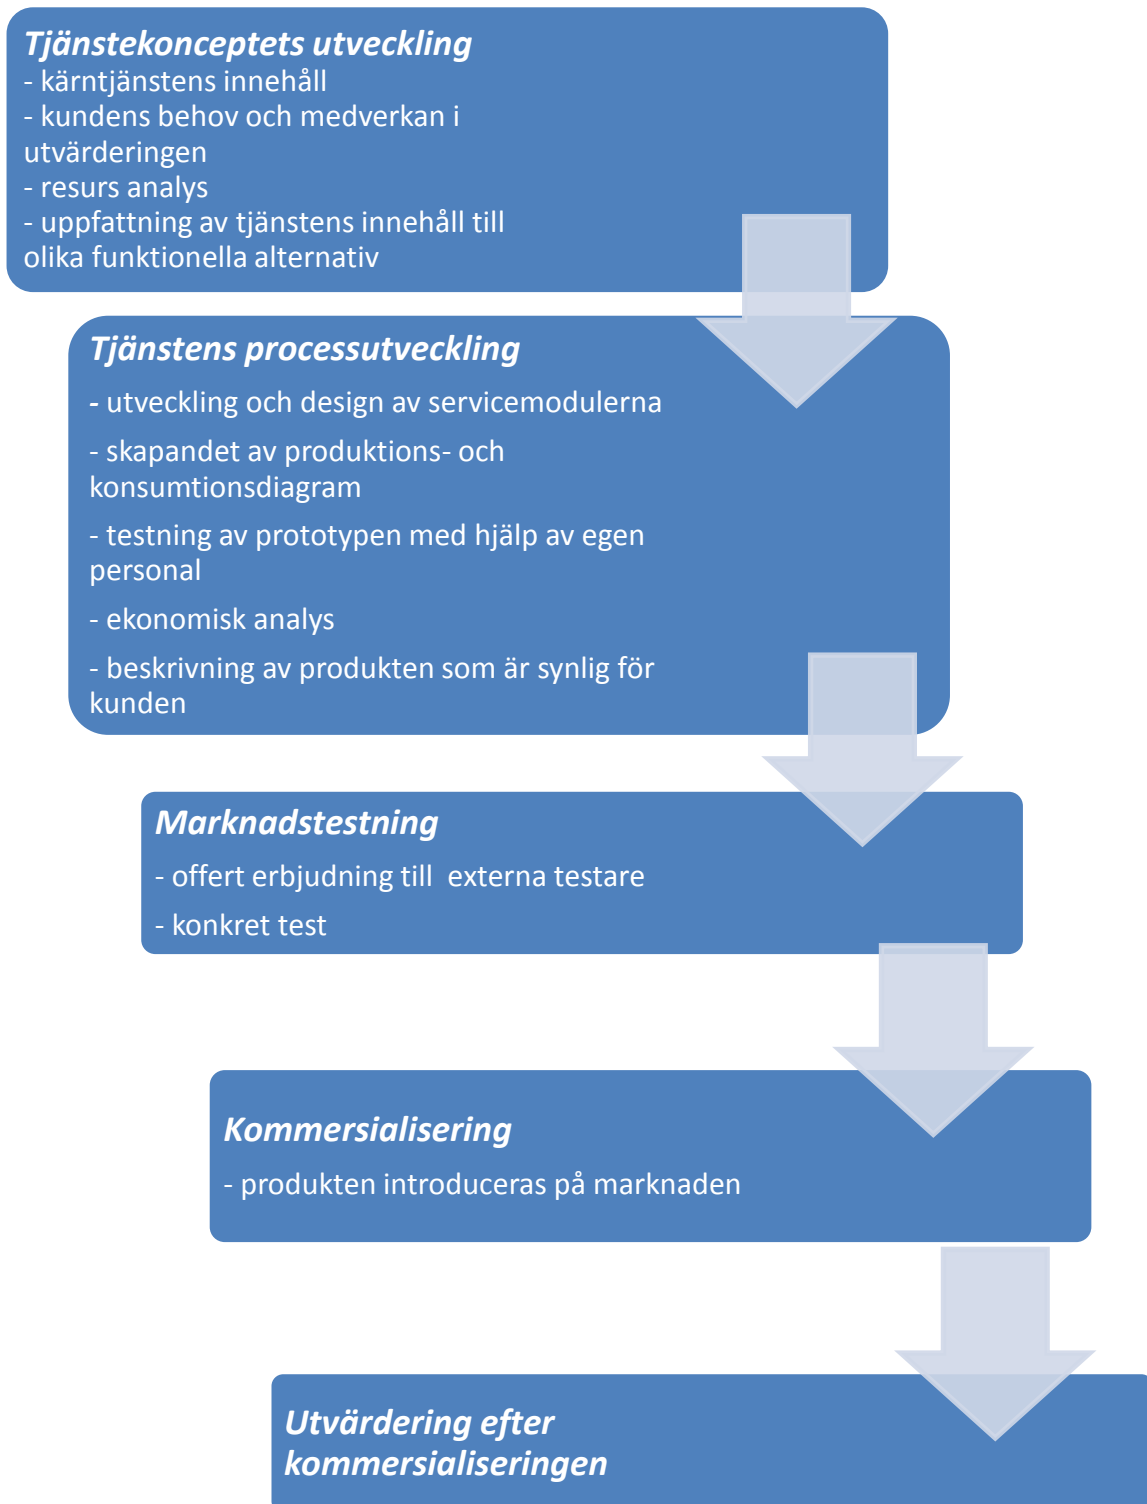 Tjänstekonceptets utveckling
- kärntjänstens innehåll
- kundens behov och medverkan i
utvärderingen
- resurs analys
- uppfattning av tjänstens innehåll till
olika funktionella alternativ
Tjänstens processutveckling
- utveckling och design av servicemodulerna
- skapandet av produktions- och
konsumtionsdiagram
- testning av prototypen med hjälp av egen
personal
- ekonomisk analys
- beskrivning av produkten som är synlig för
kunden
Marknadstestning
- offert erbjudning till  externa testare
- konkret test
Kommersialisering
- produkten introduceras på marknaden
Utvärdering efter
kommersialiseringen